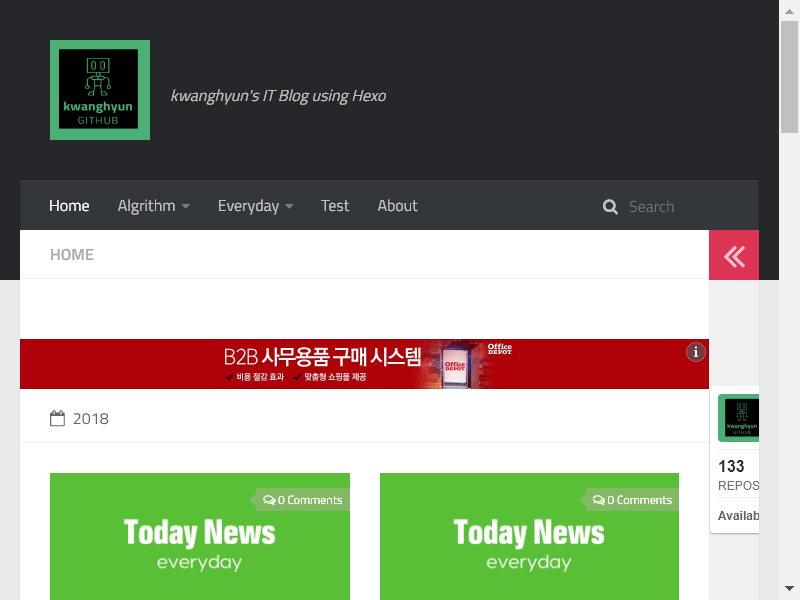 kwanghyun
GITHUB
kwanghyun's IT Blog using Hexo
Home
Algrithm
Everyday
Test
About
Search
HOME
B2B 사무용품 구매 시스템
비용 절감 효과
맞춤형 쇼핑몰 제공
Office
DEPOT
Office
DEPOT
2018
0 Comments
Today News
everyday
0 Comments
Today News
everyday
kwanghyun
GITHUB
133
REPOS
Availab